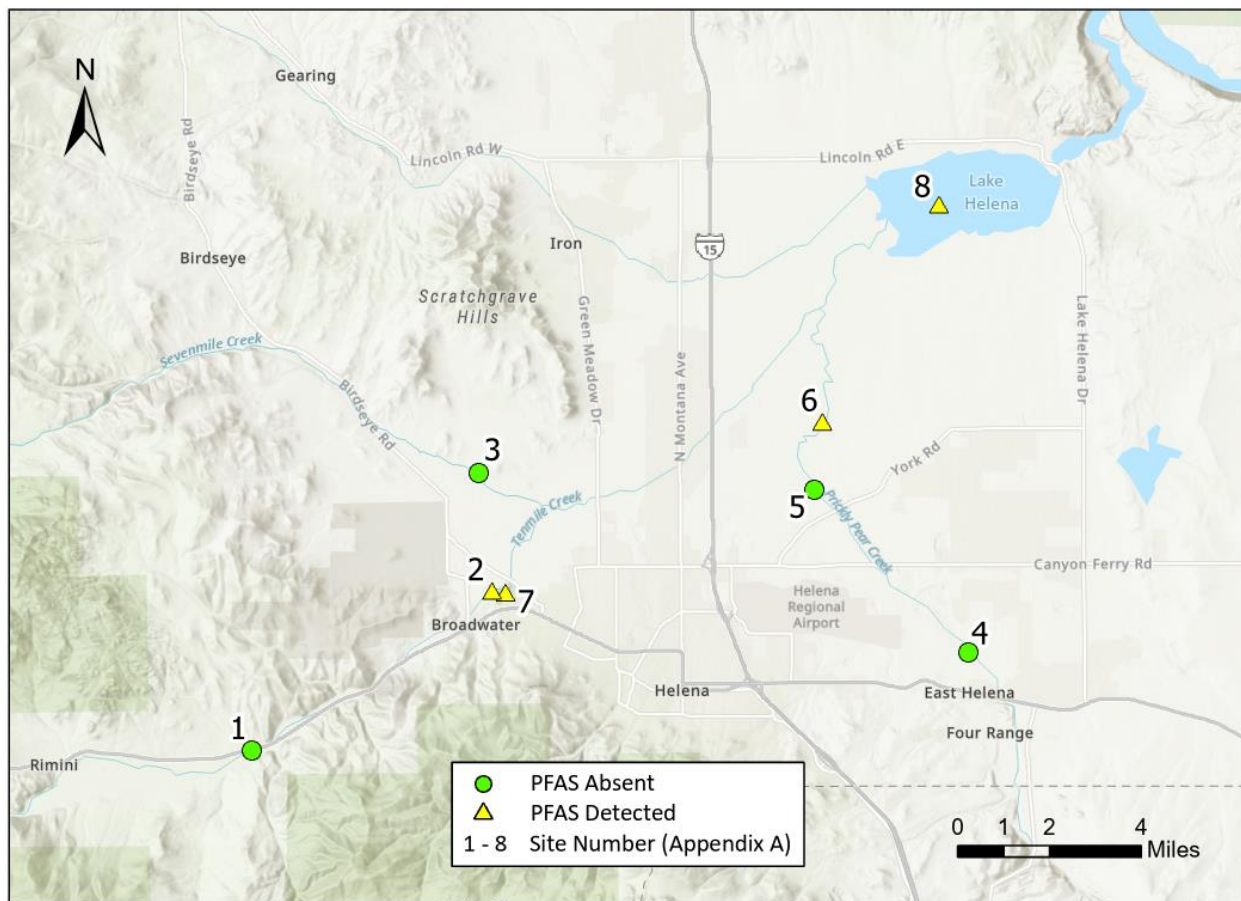 N
Gearing
Birdseye Rd
Lincoln Rd W
Lincoln Rd E
8
Lake
Helena
Birdseye
Iron
15
Scratchgrave
Hills
Green Meadow Dr
N Montana Ave
Lake Helena Dr
Sevenmile Creek
Birdseye Rd
3
6
York Rd
5
Tenmile Creek
Prickly Pear Creek
Canyon Ferry Rd
2
7
Broadwater
Helena
Regional
Airport
4
Helena
East Helena
1
Four Range
Rimini
PFAS Absent
PFAS Detected
1 - 8 Site Number (Appendix A)
0 1 2 4
Miles